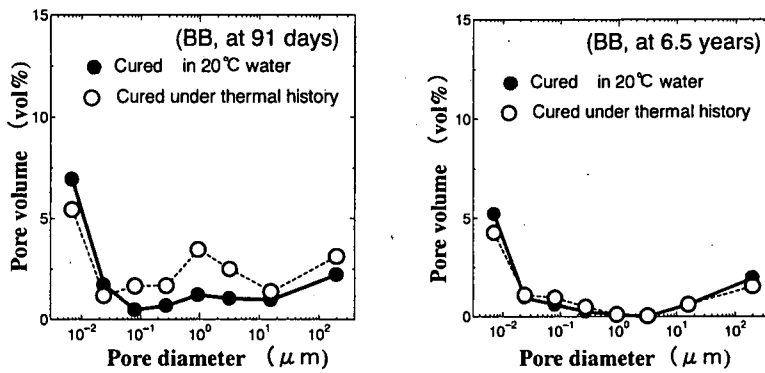 15
(BB, at 91 days)
Cured in 20℃ water
Cured under thermal history
10
7.5
5
0
Pore volume (vol%)
10⁻² 10⁻¹ 10⁰ 10¹ 10²
Pore diameter (μm)
15
(BB, at 6.5 years)
Cured in 20℃ water
Cured under thermal history
10
5
0
Pore volume (vol%)
10⁻² 10⁻¹ 10⁰ 10¹ 10²
Pore diameter (μm)